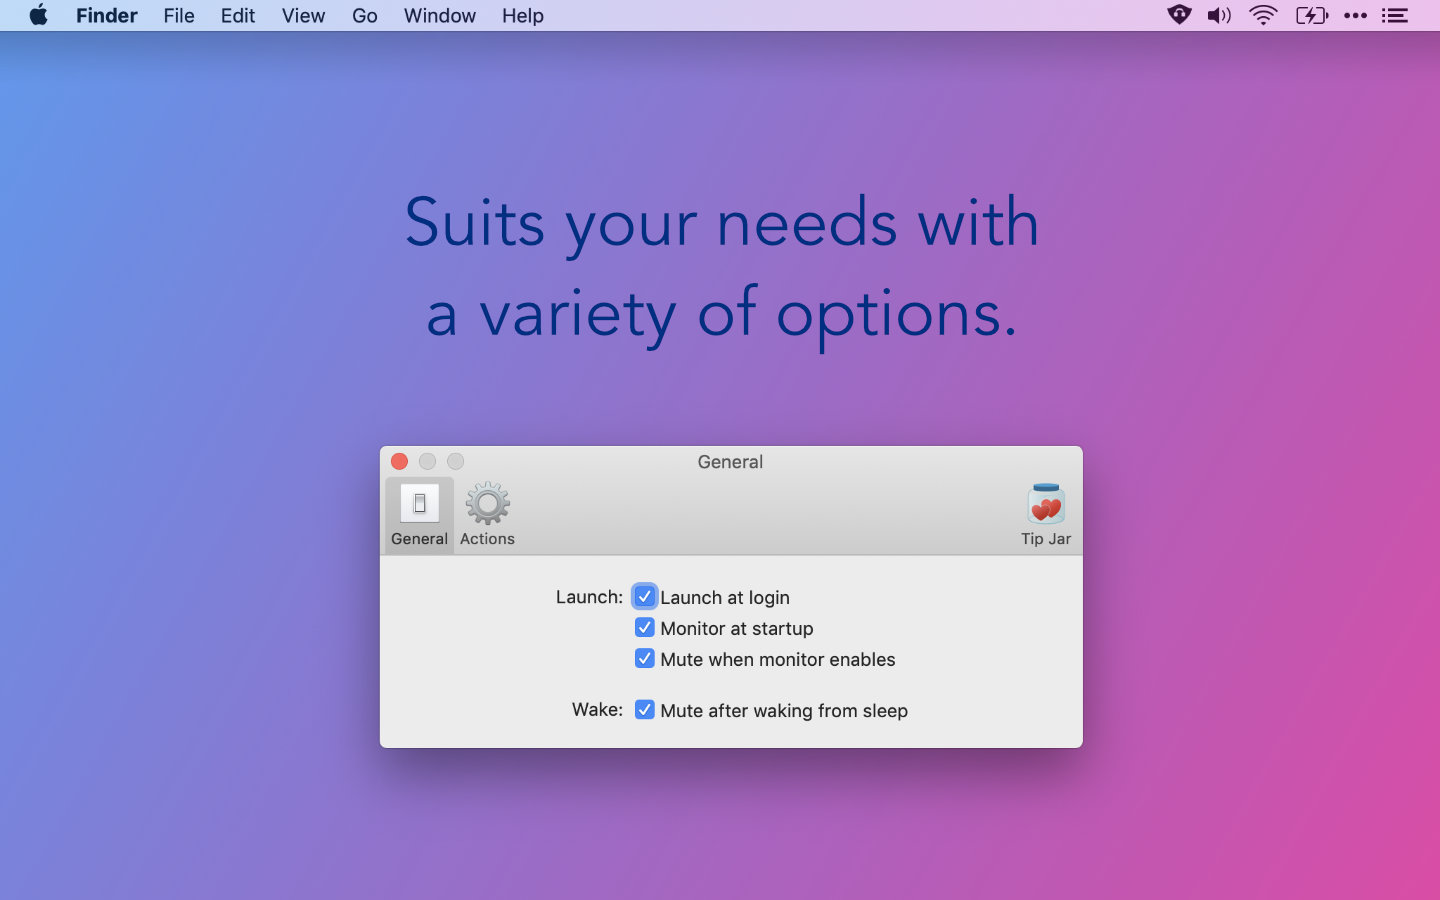 Finder File Edit View Go Window Help
Suits your needs with
a variety of options.
General
General Actions Tip Jar
Launch: Launch at login
Monitor at startup
Mute when monitor enables
Wake: Mute after waking from sleep